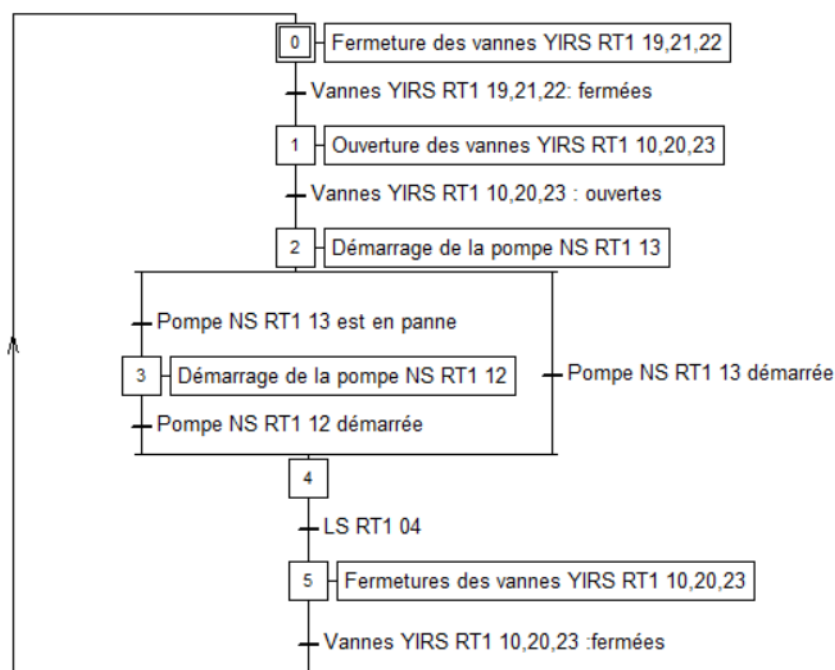 0 Fermeture des vannes YIRS RT1 19,21,22
Vannes YIRS RT1 19,21,22: fermées
1 Ouverture des vannes YIRS RT1 10,20,23
Vannes YIRS RT1 10,20,23 : ouvertes
2 Démarrage de la pompe NS RT1 13
Pompe NS RT1 13 est en panne
3 Démarrage de la pompe NS RT1 12
Pompe NS RT1 13 démarrée
Pompe NS RT1 12 démarrée
4
LS RT1 04
5 Fermetures des vannes YIRS RT1 10,20,23
Vannes YIRS RT1 10,20,23 :fermées